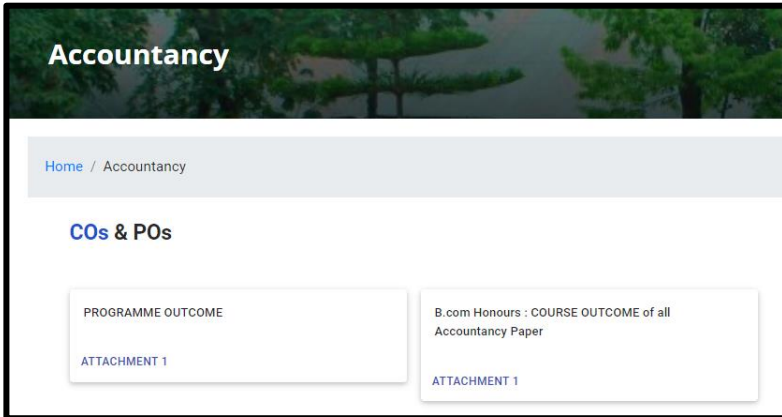 Accountancy
Home / Accountancy
COs & POs
PROGRAMME OUTCOME
ATTACHMENT 1
B.com Honours : COURSE OUTCOME of all
Accountancy Paper
ATTACHMENT 1